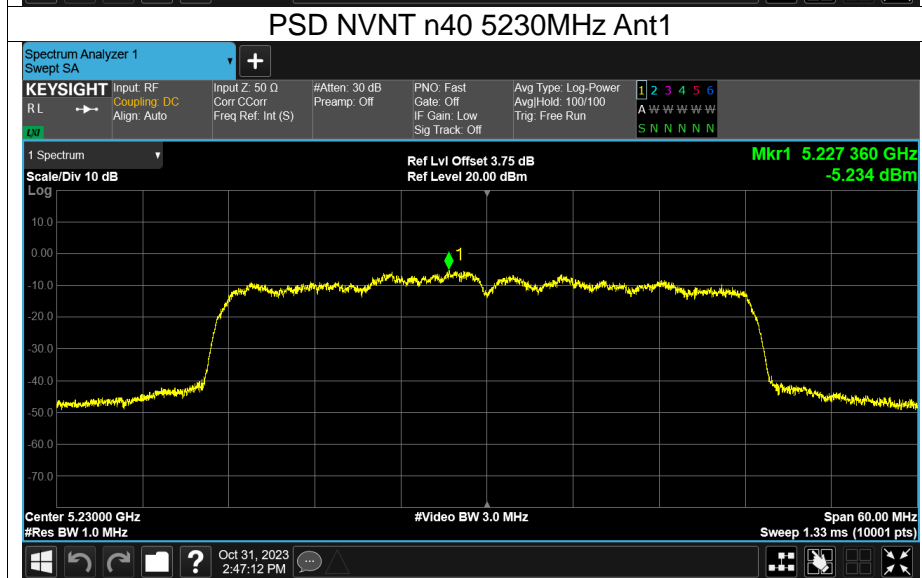 PSD NVNT n40 5230MHz Ant1
Spectrum Analyzer 1
Swept SA
▼
+
KEYSIGHT
RL
LXI
Input: RF
Coupling: DC
Align: Auto
Input Z: 50 Ω
Corr CCorr
Freq Ref: Int (S)
#Atten: 30 dB
Preamp: Off
PNO: Fast
Gate: Off
IF Gain: Low
Sig Track: Off
Avg Type: Log-Power
Avg|Hold: 100/100
Trig: Free Run
1 2 3 4 5 6
A W W W W W
S N N N N N
1 Spectrum ▼
Scale/Div 10 dB
Log
Ref Lvl Offset 3.75 dB
Ref Level 20.00 dBm
Mkr1 5.227 360 GHz
-5.234 dBm
10.0
0.00
-10.0
-20.0
-30.0
-40.0
-50.0
-60.0
-70.0
1
Center 5.23000 GHz
#Res BW 1.0 MHz
#Video BW 3.0 MHz
Span 60.00 MHz
Sweep 1.33 ms (10001 pts)
?
Oct 31, 2023
2:47:12 PM